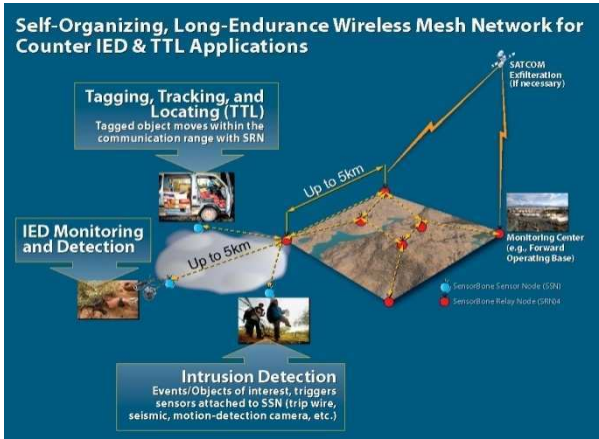 Self-Organizing, Long-Endurance Wireless Mesh Network for
Counter IED & TTL Applications
SATCOM
Exfilteration
(If necessary)
Tagging, Tracking, and
Locating (TTL)
Tagged object moves within the
communication range with SRN
Up to 5km
IED Monitoring
and Detection
Up to 5km
Monitoring Center
(e.g., Forward
Operating Base)
SensorBone Sensor Node (SSN)
SensorBone Relay Node (SRN)4
Intrusion Detection
Events/Objects of interest, triggers
sensors attached to SSN (trip wire,
seismic, motion-detection camera, etc.)